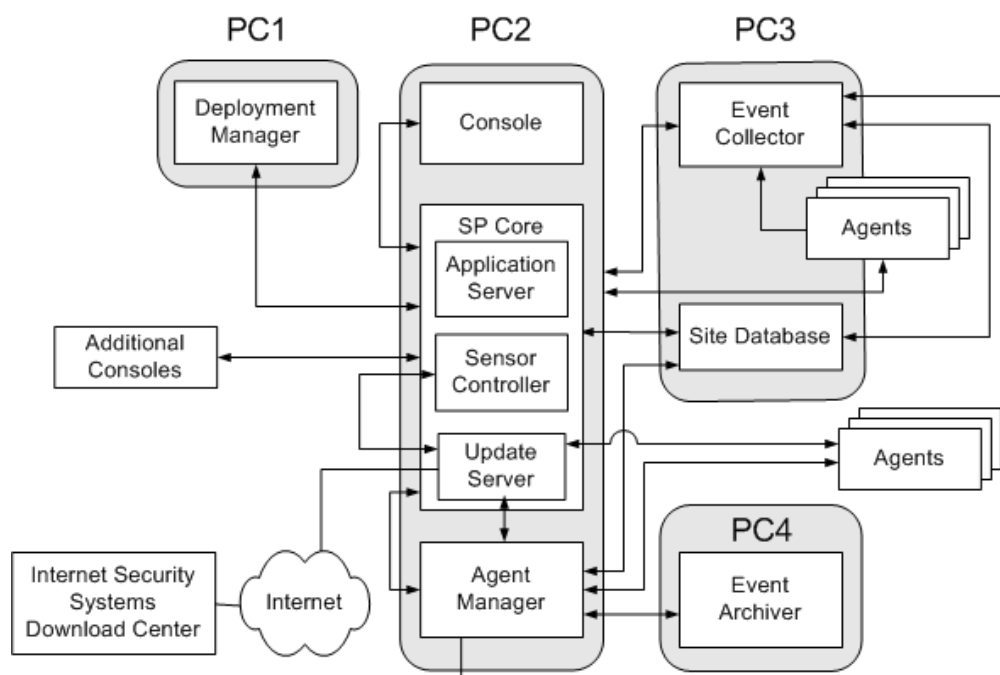 PC1
PC2
PC3
Deployment
Manager
Console
Event
Collector
SP Core
Application
Server
Agents
Additional
Consoles
Sensor
Controller
Site Database
Update
Server
Agents
PC4
Internet Security
Systems
Download Center
Internet
Agent
Manager
Event
Archiver